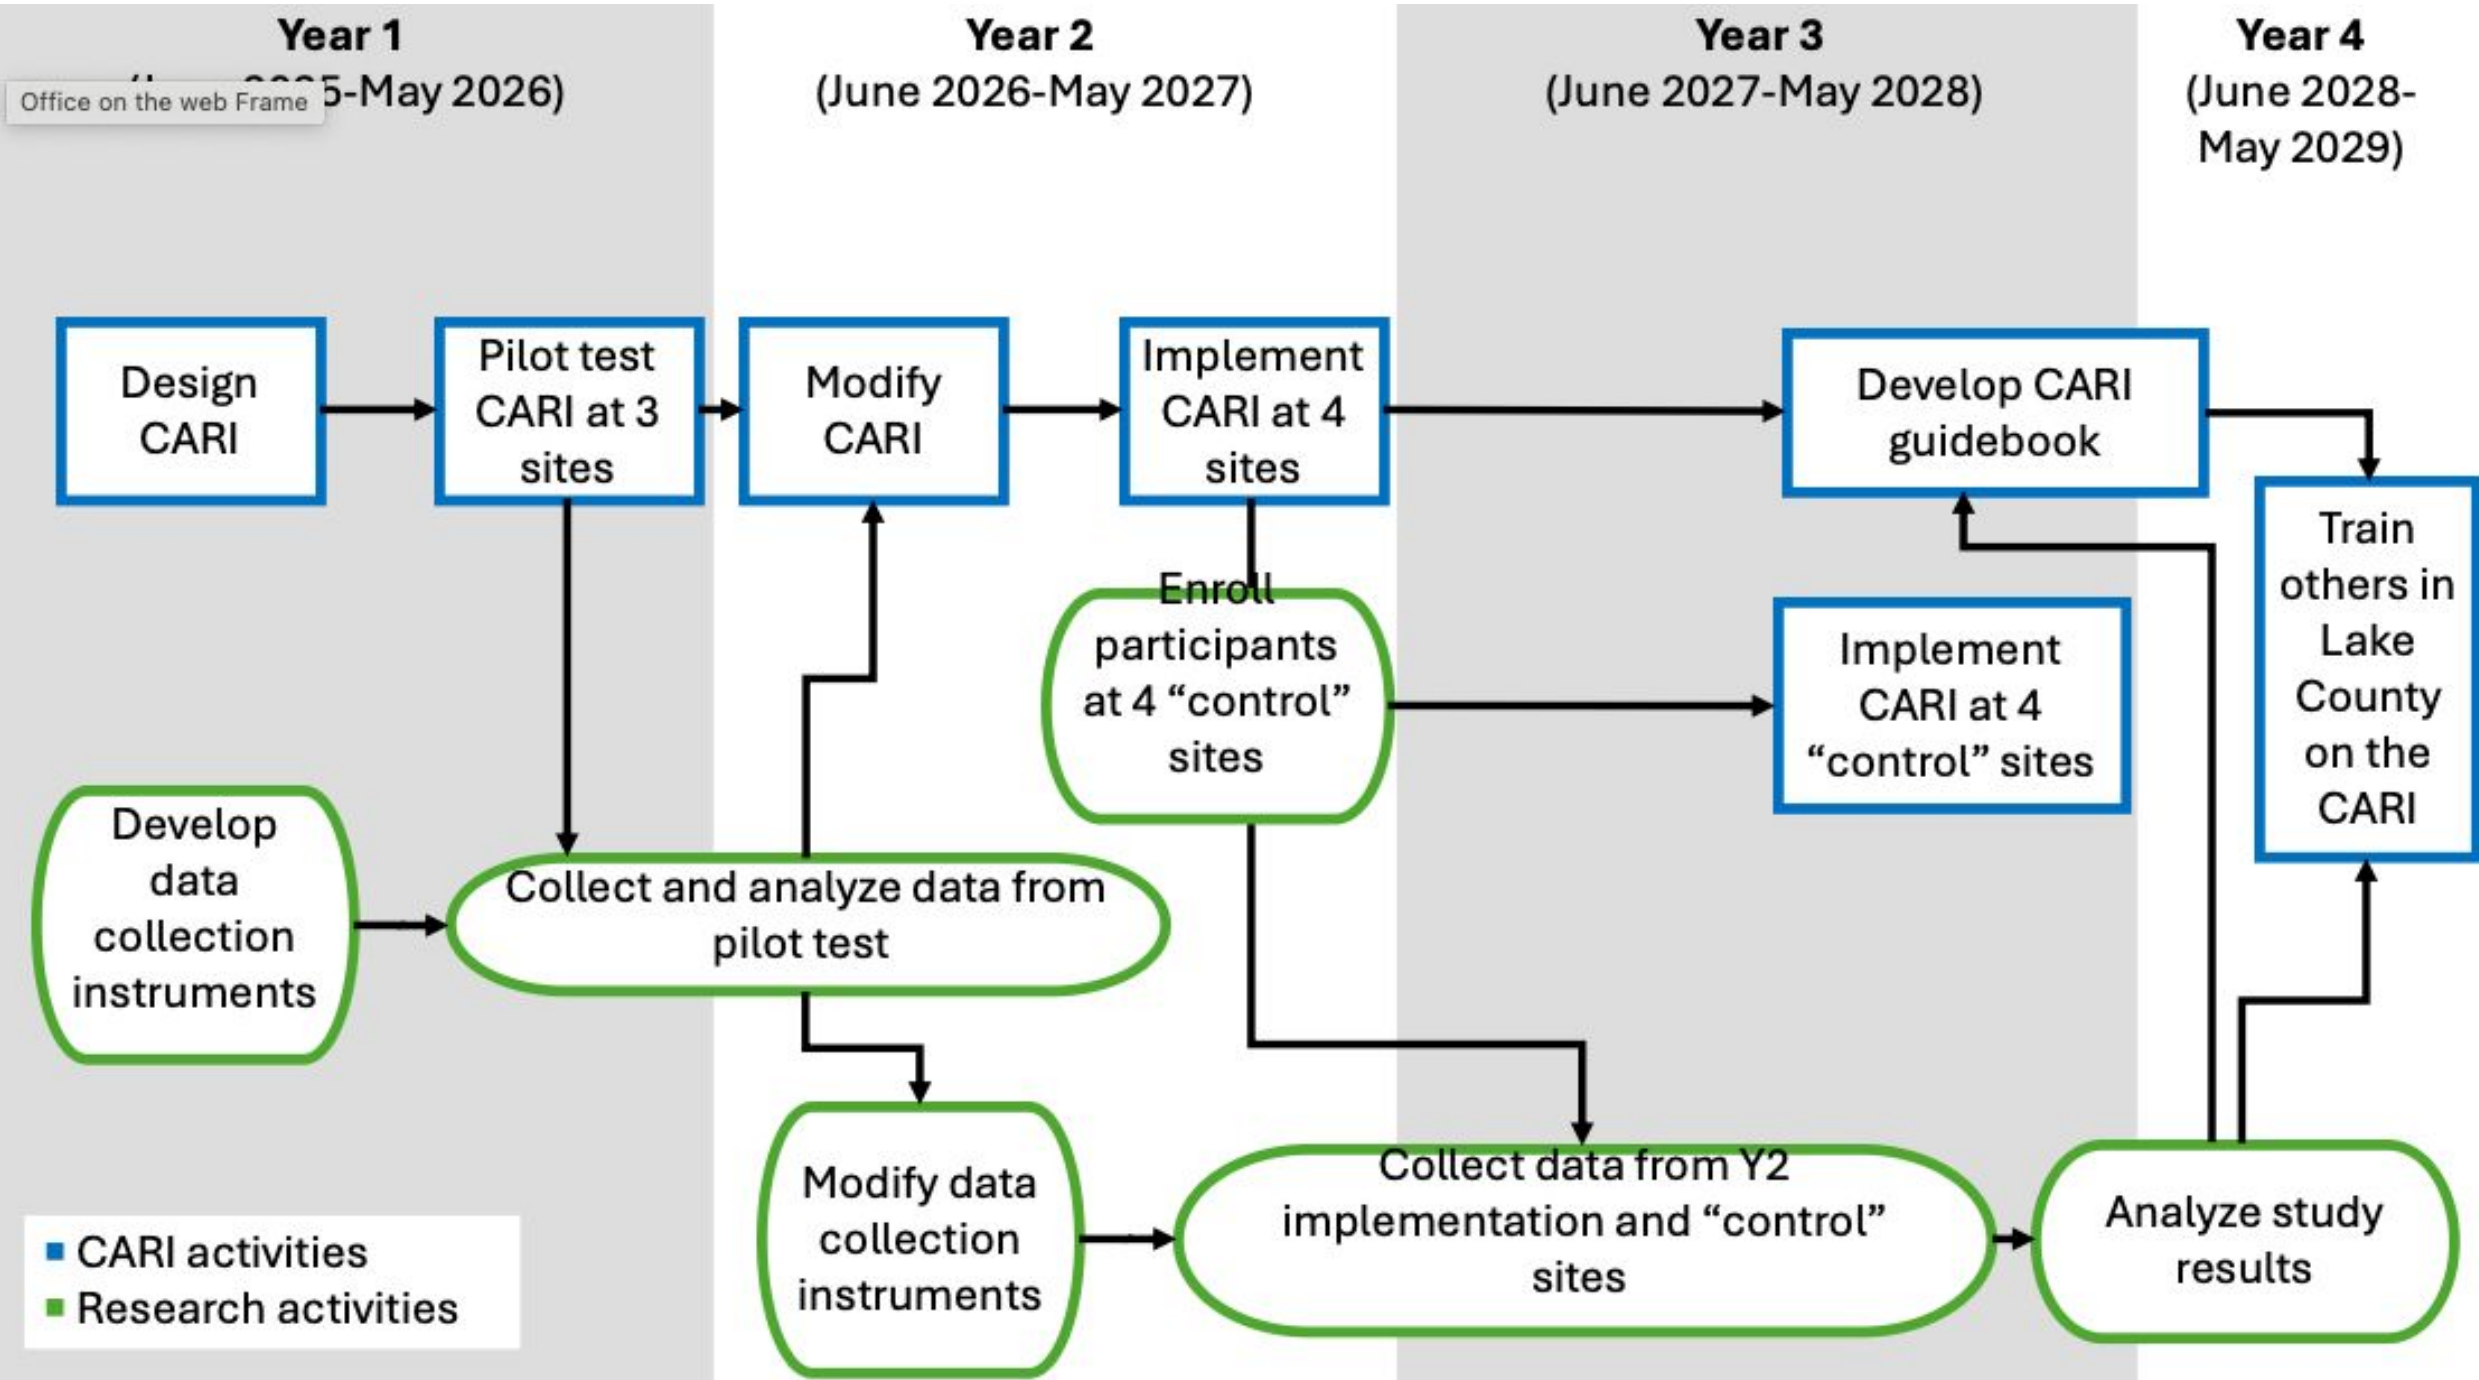 Year 1
5-May 2026)
Office on the web Frame
Year 2
(June 2026-May 2027)
Year 3
(June 2027-May 2028)
Year 4
(June 2028-
May 2029)
Design
CARI
Pilot test
CARI at 3
sites
Modify
CARI
Implement
CARI at 4
sites
Develop CARI
guidebook
Train
others in
Lake
County
on the
CARI
Enroll
participants
at 4 “control”
sites
Implement
CARI at 4
“control” sites
Develop
data
collection
instruments
Collect and analyze data from
pilot test
Modify data
collection
instruments
Collect data from Y2
implementation and “control”
sites
Analyze study
results
CARI activities
Research activities